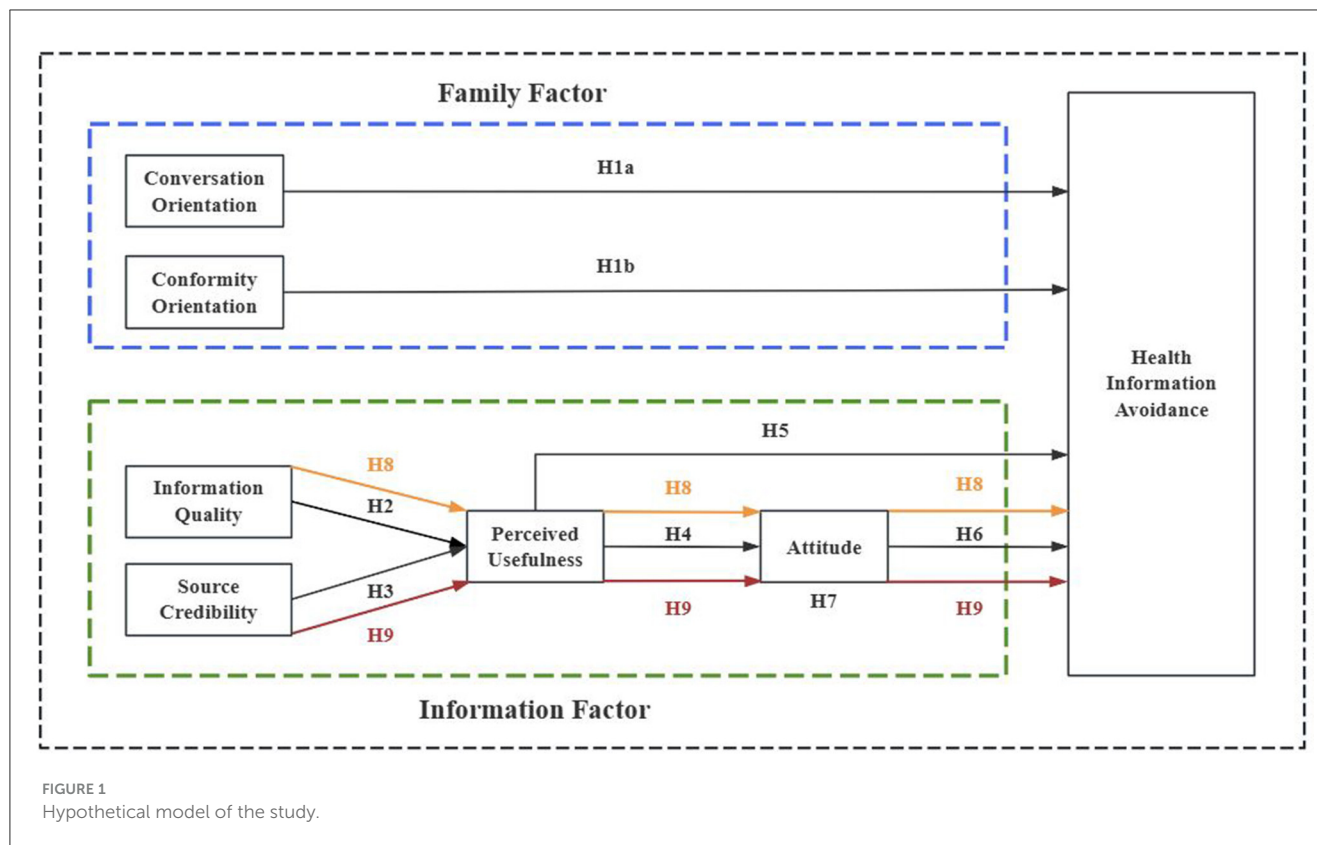 Family Factor
Conversation
Orientation
H1a
Conformity
Orientation
H1b
Health
Information
Avoidance
H5
Information
Quality
H8
H2
Perceived
Usefulness
H8
H4
Attitude
H8
H6
Source
Credibility
H3
H9
H9
H7
H9
Information Factor
FIGURE 1
Hypothetical model of the study.